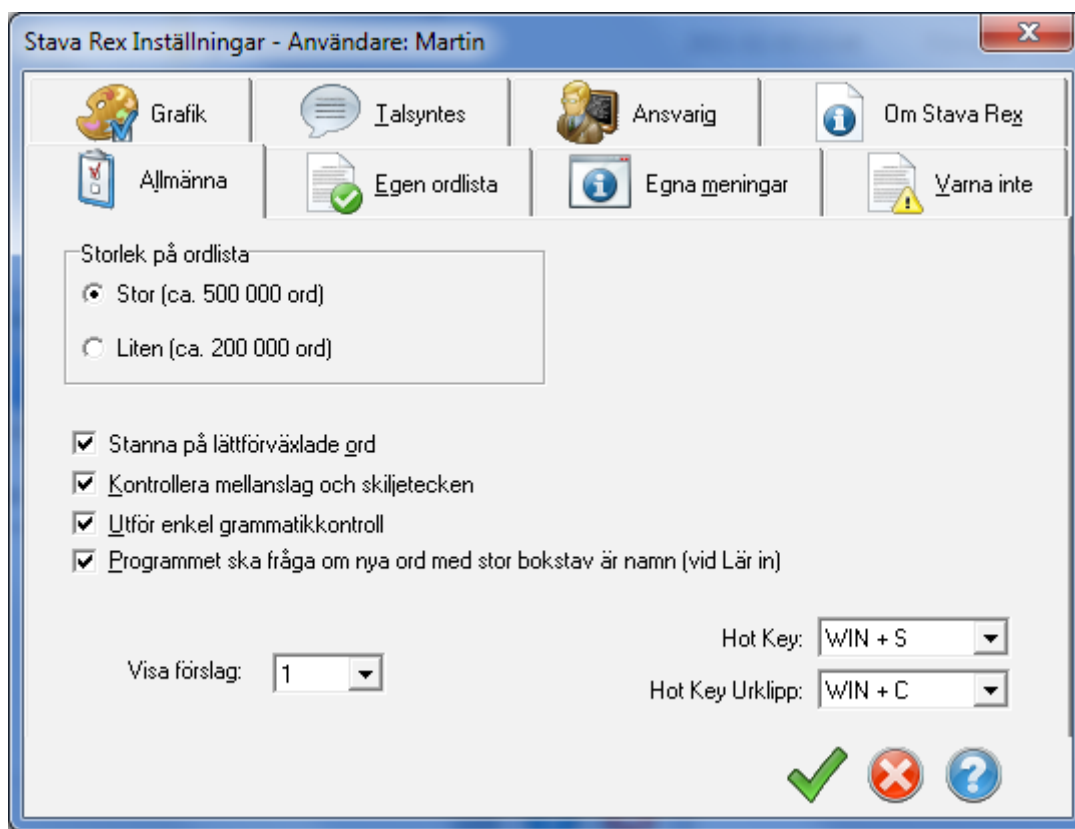 Stava Rex Inställningar - Användare: Martin
Grafik
Talsyntes
Ansvarig
Om Stava Rex
Allmänna
Egen ordlista
Egna meningar
Varna inte
Storlek på ordlista
Stor (ca. 500 000 ord)
Liten (ca. 200 000 ord)
Stanna på lättförväxlade ord
Kontrollera mellanslag och skiljetecken
Utför enkel grammatikkontroll
Programmet ska fråga om nya ord med stor bokstav är namn (vid Lär in)
Visa förslag: 1
Hot Key: WIN + S
Hot Key Urklipp: WIN + C